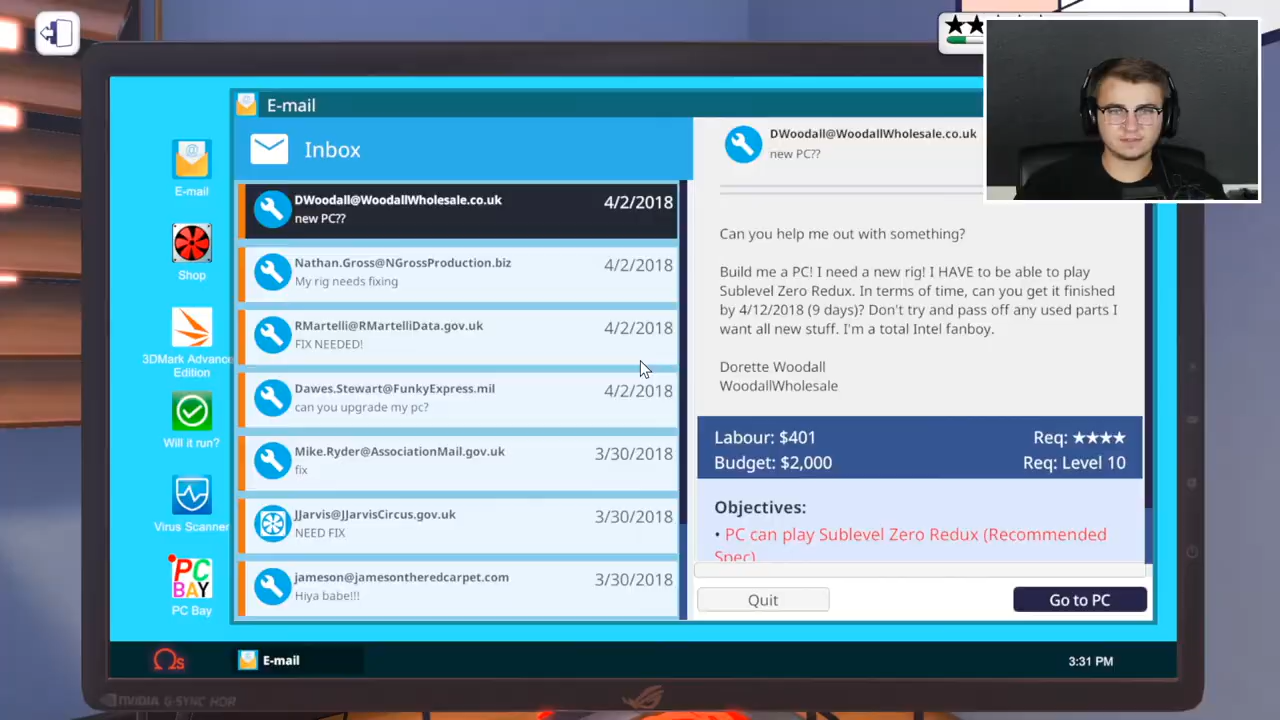 E-mail
Inbox
E-mail
Shop
3DMark Advance
Edition
Will it run?
Virus Scanner
PC
BAY
PC Bay
DWoodall@WoodallWholesale.co.uk 4/2/2018
new PC??
Nathan.Gross@NGrossProduction.biz 4/2/2018
My rig needs fixing
RMartelli@RMartelliData.gov.uk 4/2/2018
FIX NEEDED!
Dawes.Stewart@FunkyExpress.mil 4/2/2018
can you upgrade my pc?
Mike.Ryder@AssociationMail.gov.uk 3/30/2018
fix
JJarvis@JJarvisCircus.gov.uk 3/30/2018
NEED FIX
jameson@jamesontheredcarpet.com 3/30/2018
Hiya babe!!!
DWoodall@WoodallWholesale.co.uk
new PC??
Can you help me out with something?
Build me a PC! I need a new rig! I HAVE to be able to play
Sublevel Zero Redux. In terms of time, can you get it finished
by 4/12/2018 (9 days)? Don't try and pass off any used parts I
want all new stuff. I'm a total Intel fanboy.
Dorette Woodall
WoodallWholesale
Labour: $401 Req: ★★★★
Budget: $2,000 Req: Level 10
Objectives:
• PC can play Sublevel Zero Redux (Recommended
Spec)
Quit Go to PC
Ωs E-mail 3:31 PM
NVIDIA G-SYNC HDR